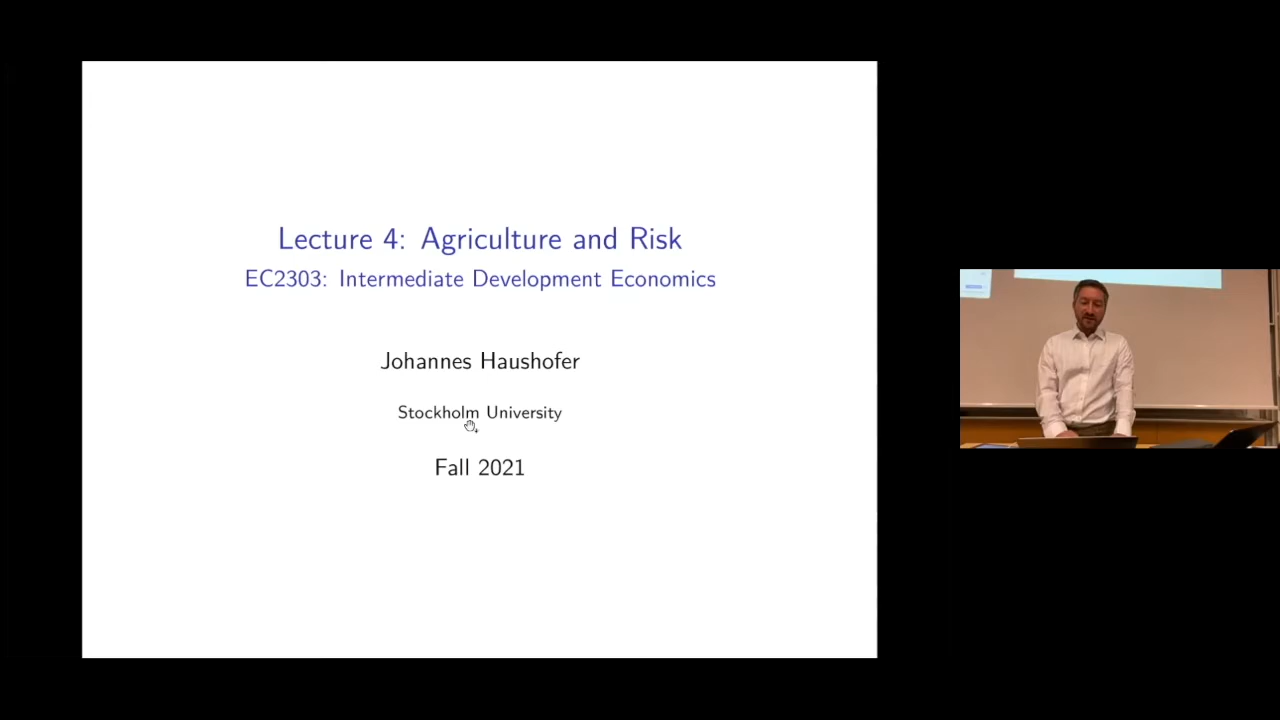 Lecture 4: Agriculture and Risk
EC2303: Intermediate Development Economics
Johannes Haushofer
Stockholm University
Fall 2021